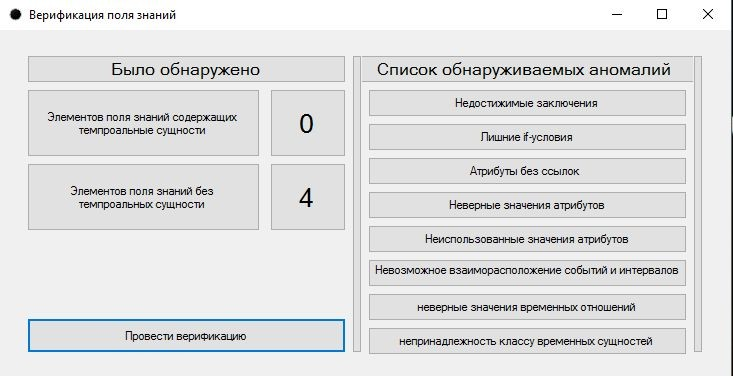 Верификация поля знаний
Было обнаружено
Элементов поля знаний содержащих
темпроальные сущности
0
Элементов поля знаний без
темпроальных сущности
4
Провести верификацию
Список обнаруживаемых аномалий
Недостижимые заключения
Лишние if-условия
Атрибуты без ссылок
Неверные значения атрибутов
Неиспользованные значения атрибутов
Невозможное взаиморасположение событий и интервалов
неверные значения временных отношений
непринадлежность классу временных сущностей